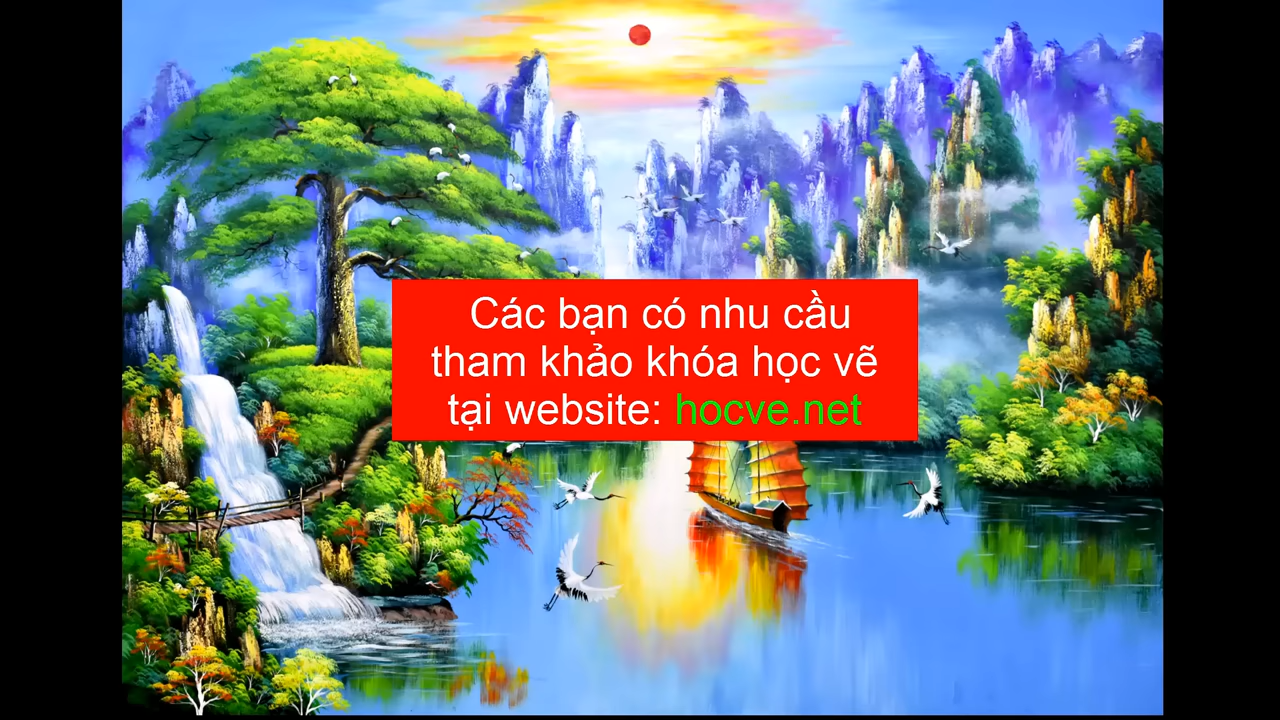 Các bạn có nhu cầu
tham khảo khóa học vẽ
tại website: hocve.net